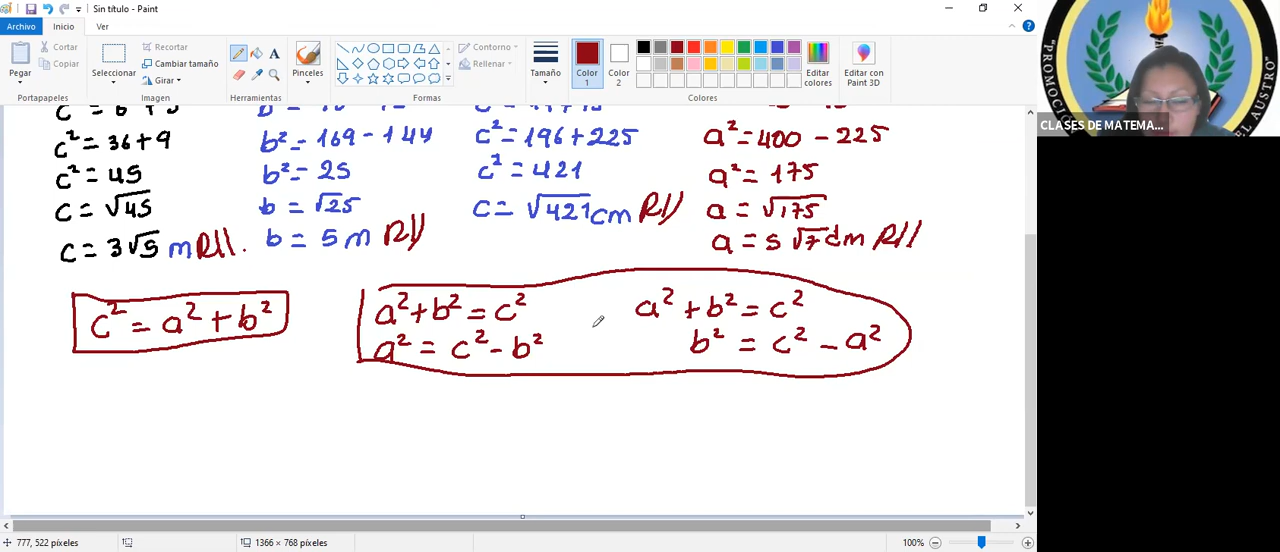 Sin título - Paint
Archivo Inicio Ver
Pegar
Cortar
Copiar
Portapapeles
Seleccionar
Recortar
Cambiar tamaño
Girar
Imagen
Herramientas
Pinceles
Contorno
Rellenar
Formas
Tamaño
Color 1
Color 2
Editar colores
Colores
Editar con Paint 3D
c² = 36 + 9
c² = 45
c = √45
c = 3√5 m R//.
b² = 169 - 144
b² = 25
b = √25
b = 5 m R//
c² = 196 + 225
c² = 421
c = √421 cm R//
a² = 400 - 225
a² = 175
a = √175
a = 5√7 dm R//
c² = a² + b²
a² + b² = c²
a² = c² - b²
a² + b² = c²
b² = c² - a²
CLASES DE MATEMA...
777, 522 píxeles
1366 × 768 píxeles
100%